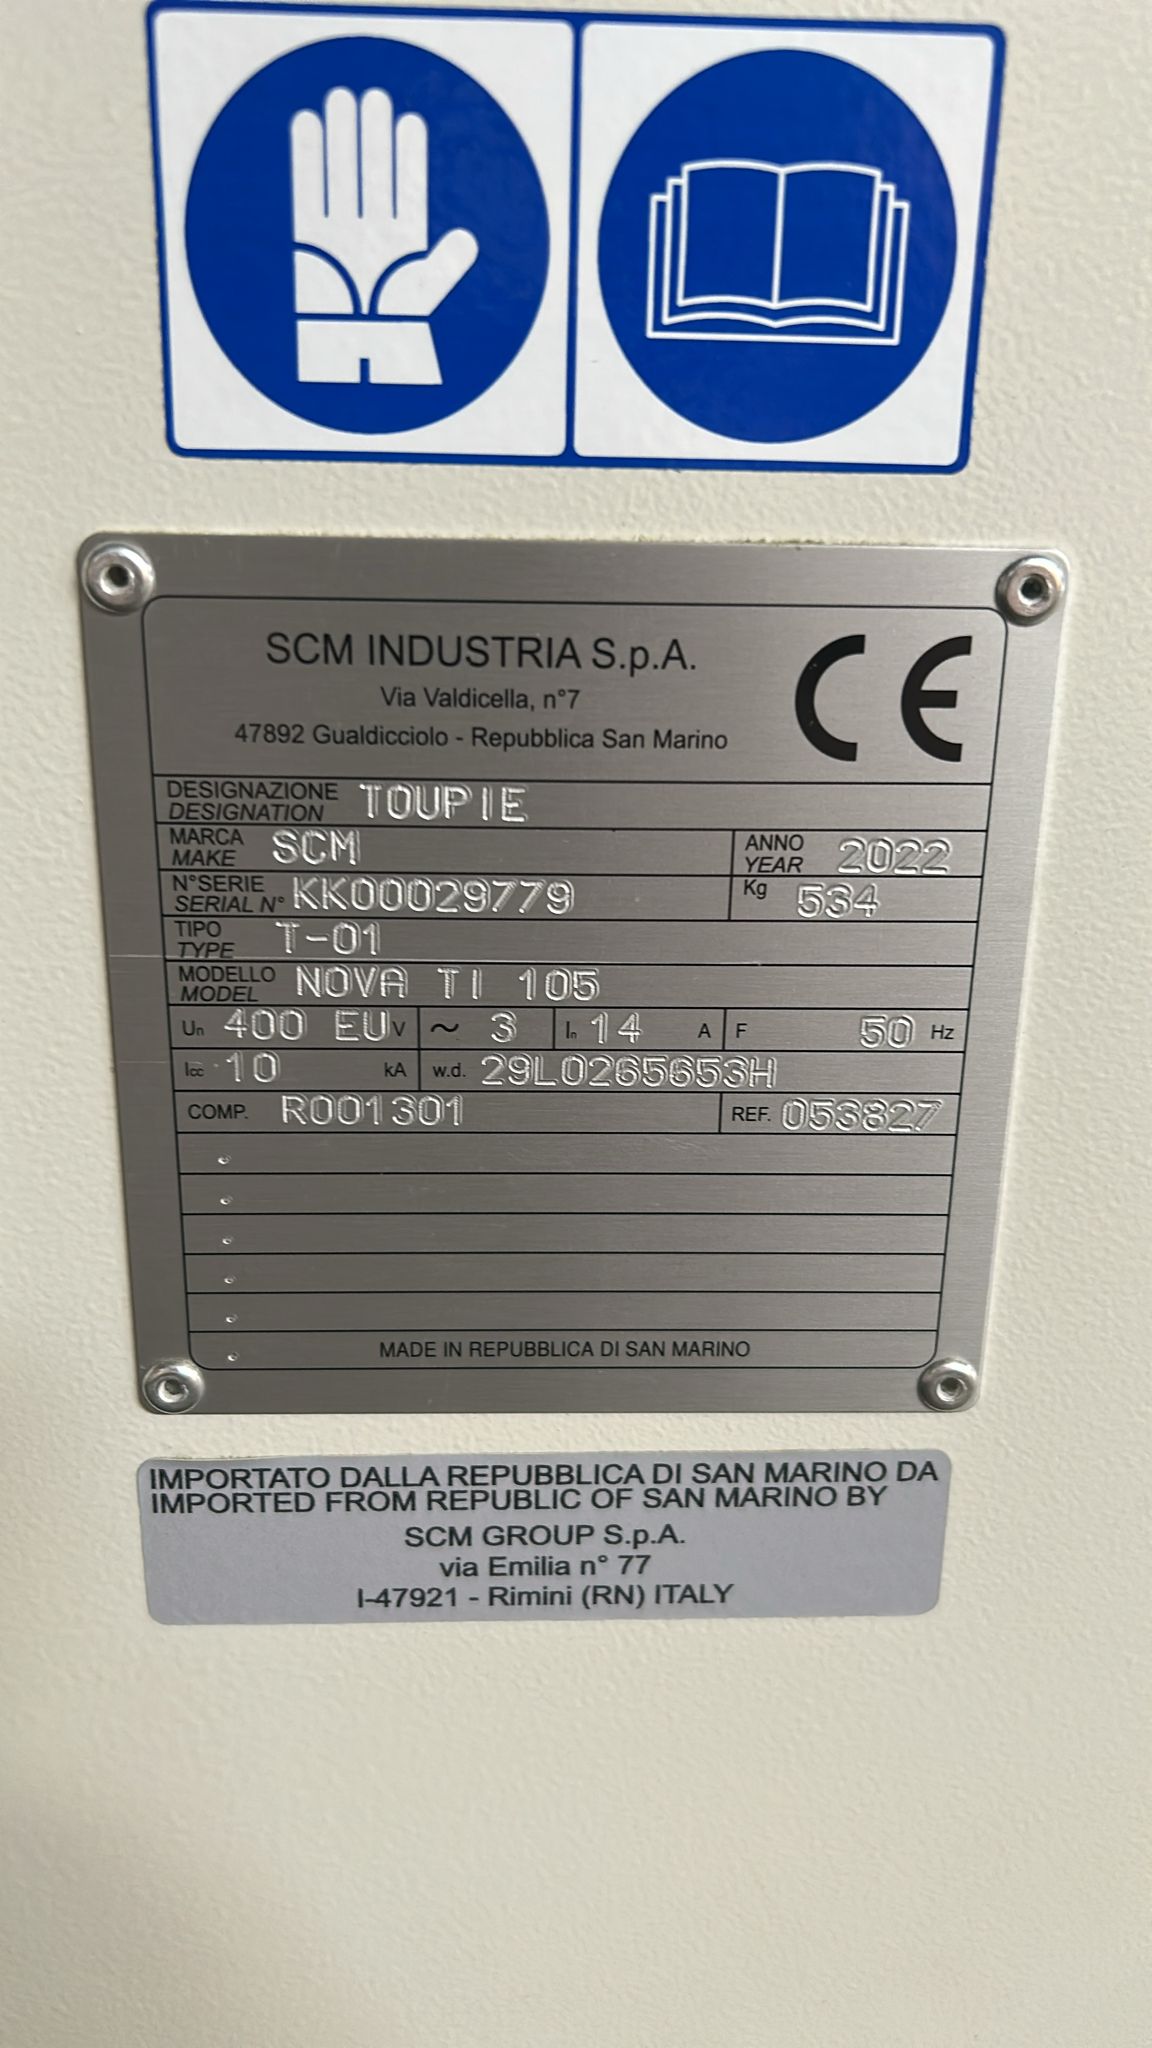 SCM INDUSTRIA S.p.A.
Via Valdicella, n°7
47892 Gualdicciolo - Repubblica San Marino
CE
DESIGNAZIONE
DESIGNATION
TOUPIE
MARCA
MAKE
SCM
ANNO
YEAR
2022
N°SERIE
SERIAL N°
KK00029779
Kg 534
TIPO
TYPE
T-01
MODELLO
MODEL
NOVA TI 105
Un 400 EU V ~ 3 In 14 A F 50 Hz
Icc 10 kA w.d. 29L0265653H
COMP. R001301 REF. 053827
MADE IN REPUBBLICA DI SAN MARINO
IMPORTATO DALLA REPUBBLICA DI SAN MARINO DA
IMPORTED FROM REPUBLIC OF SAN MARINO BY
SCM GROUP S.p.A.
via Emilia n° 77
I-47921 - Rimini (RN) ITALY